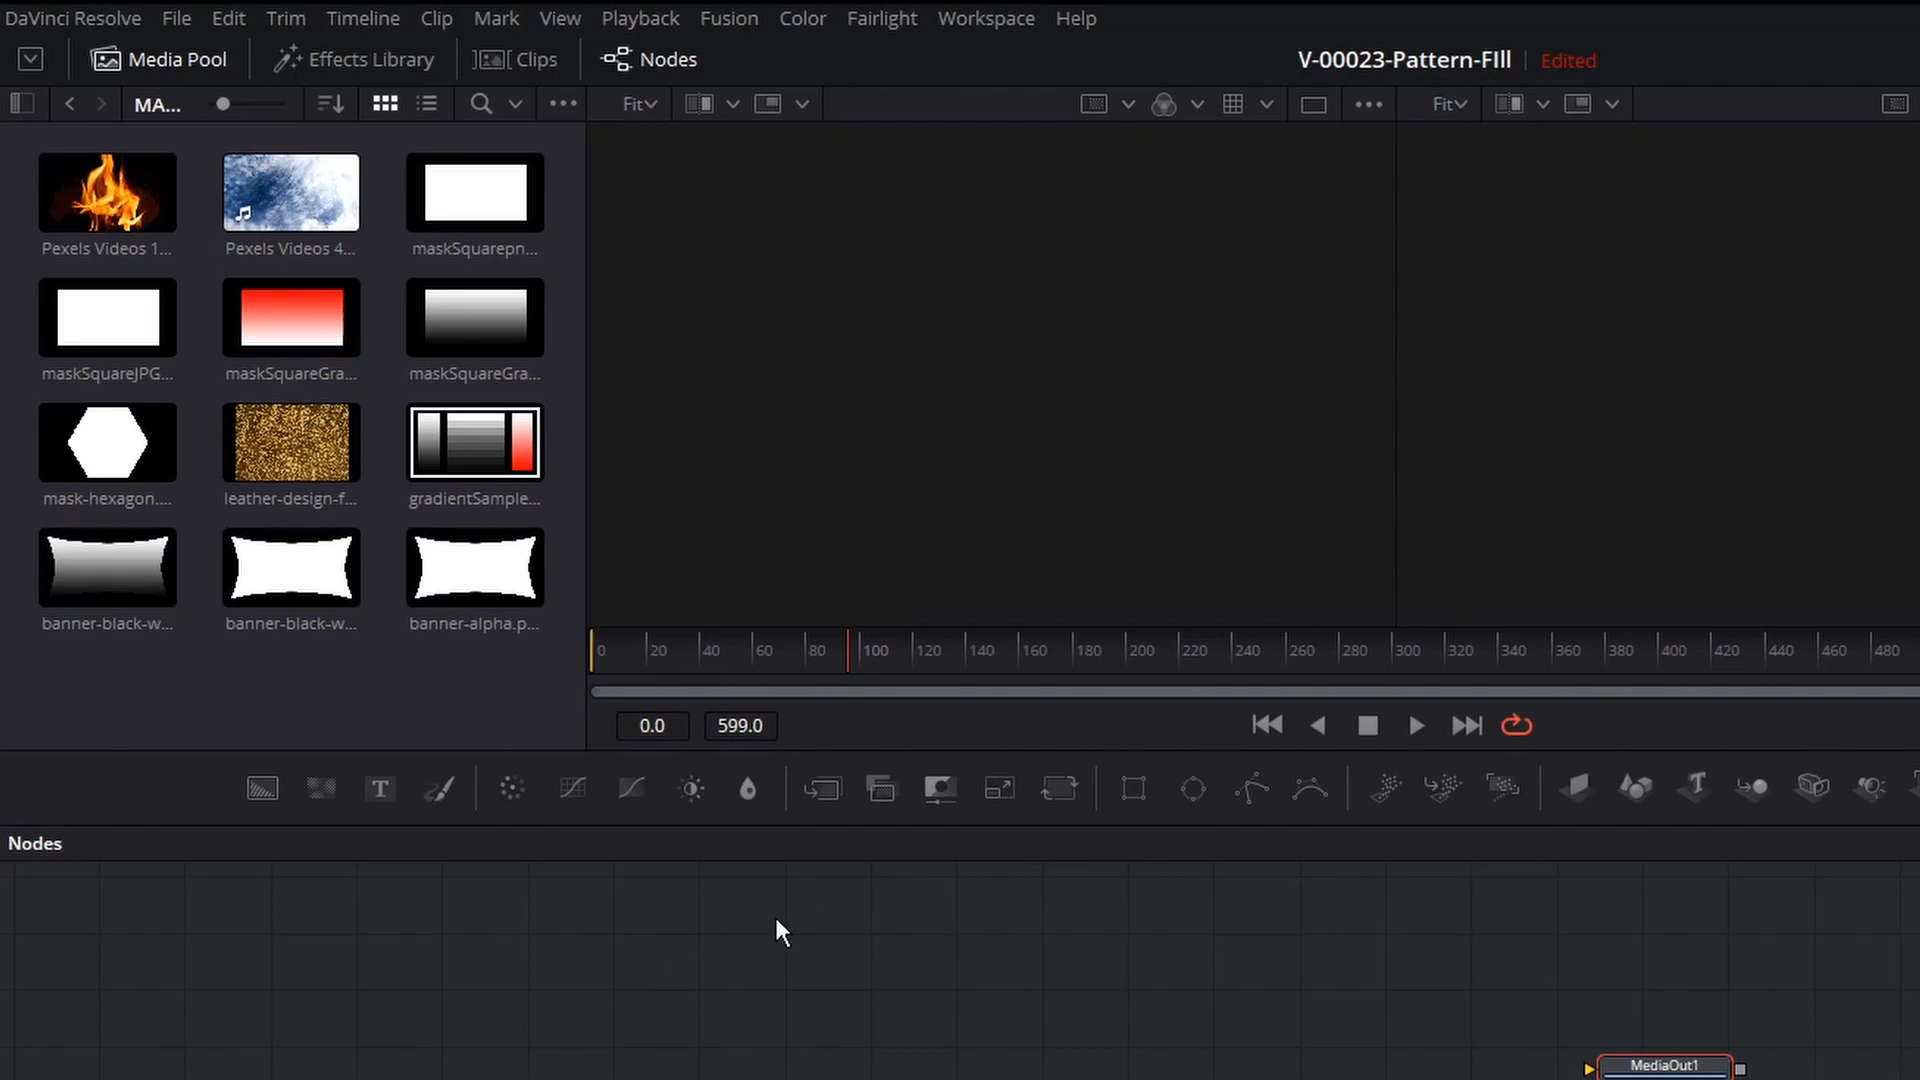 DaVinci Resolve File Edit Trim Timeline Clip Mark View Playback Fusion Color Fairlight Workspace Help
Media Pool Effects Library Clips Nodes V-00023-Pattern-FIll Edited
MA... Fit Fit
Pexels Videos 1... Pexels Videos 4... maskSquarepn...
maskSquareJPG... maskSquareGra... maskSquareGra...
mask-hexagon.... leather-design-f... gradientSample...
banner-black-w... banner-black-w... banner-alpha.p...
0 20 40 60 80 100 120 140 160 180 200 220 240 260 280 300 320 340 360 380 400 420 440 460 480
0.0 599.0
T T
Nodes
MediaOut1